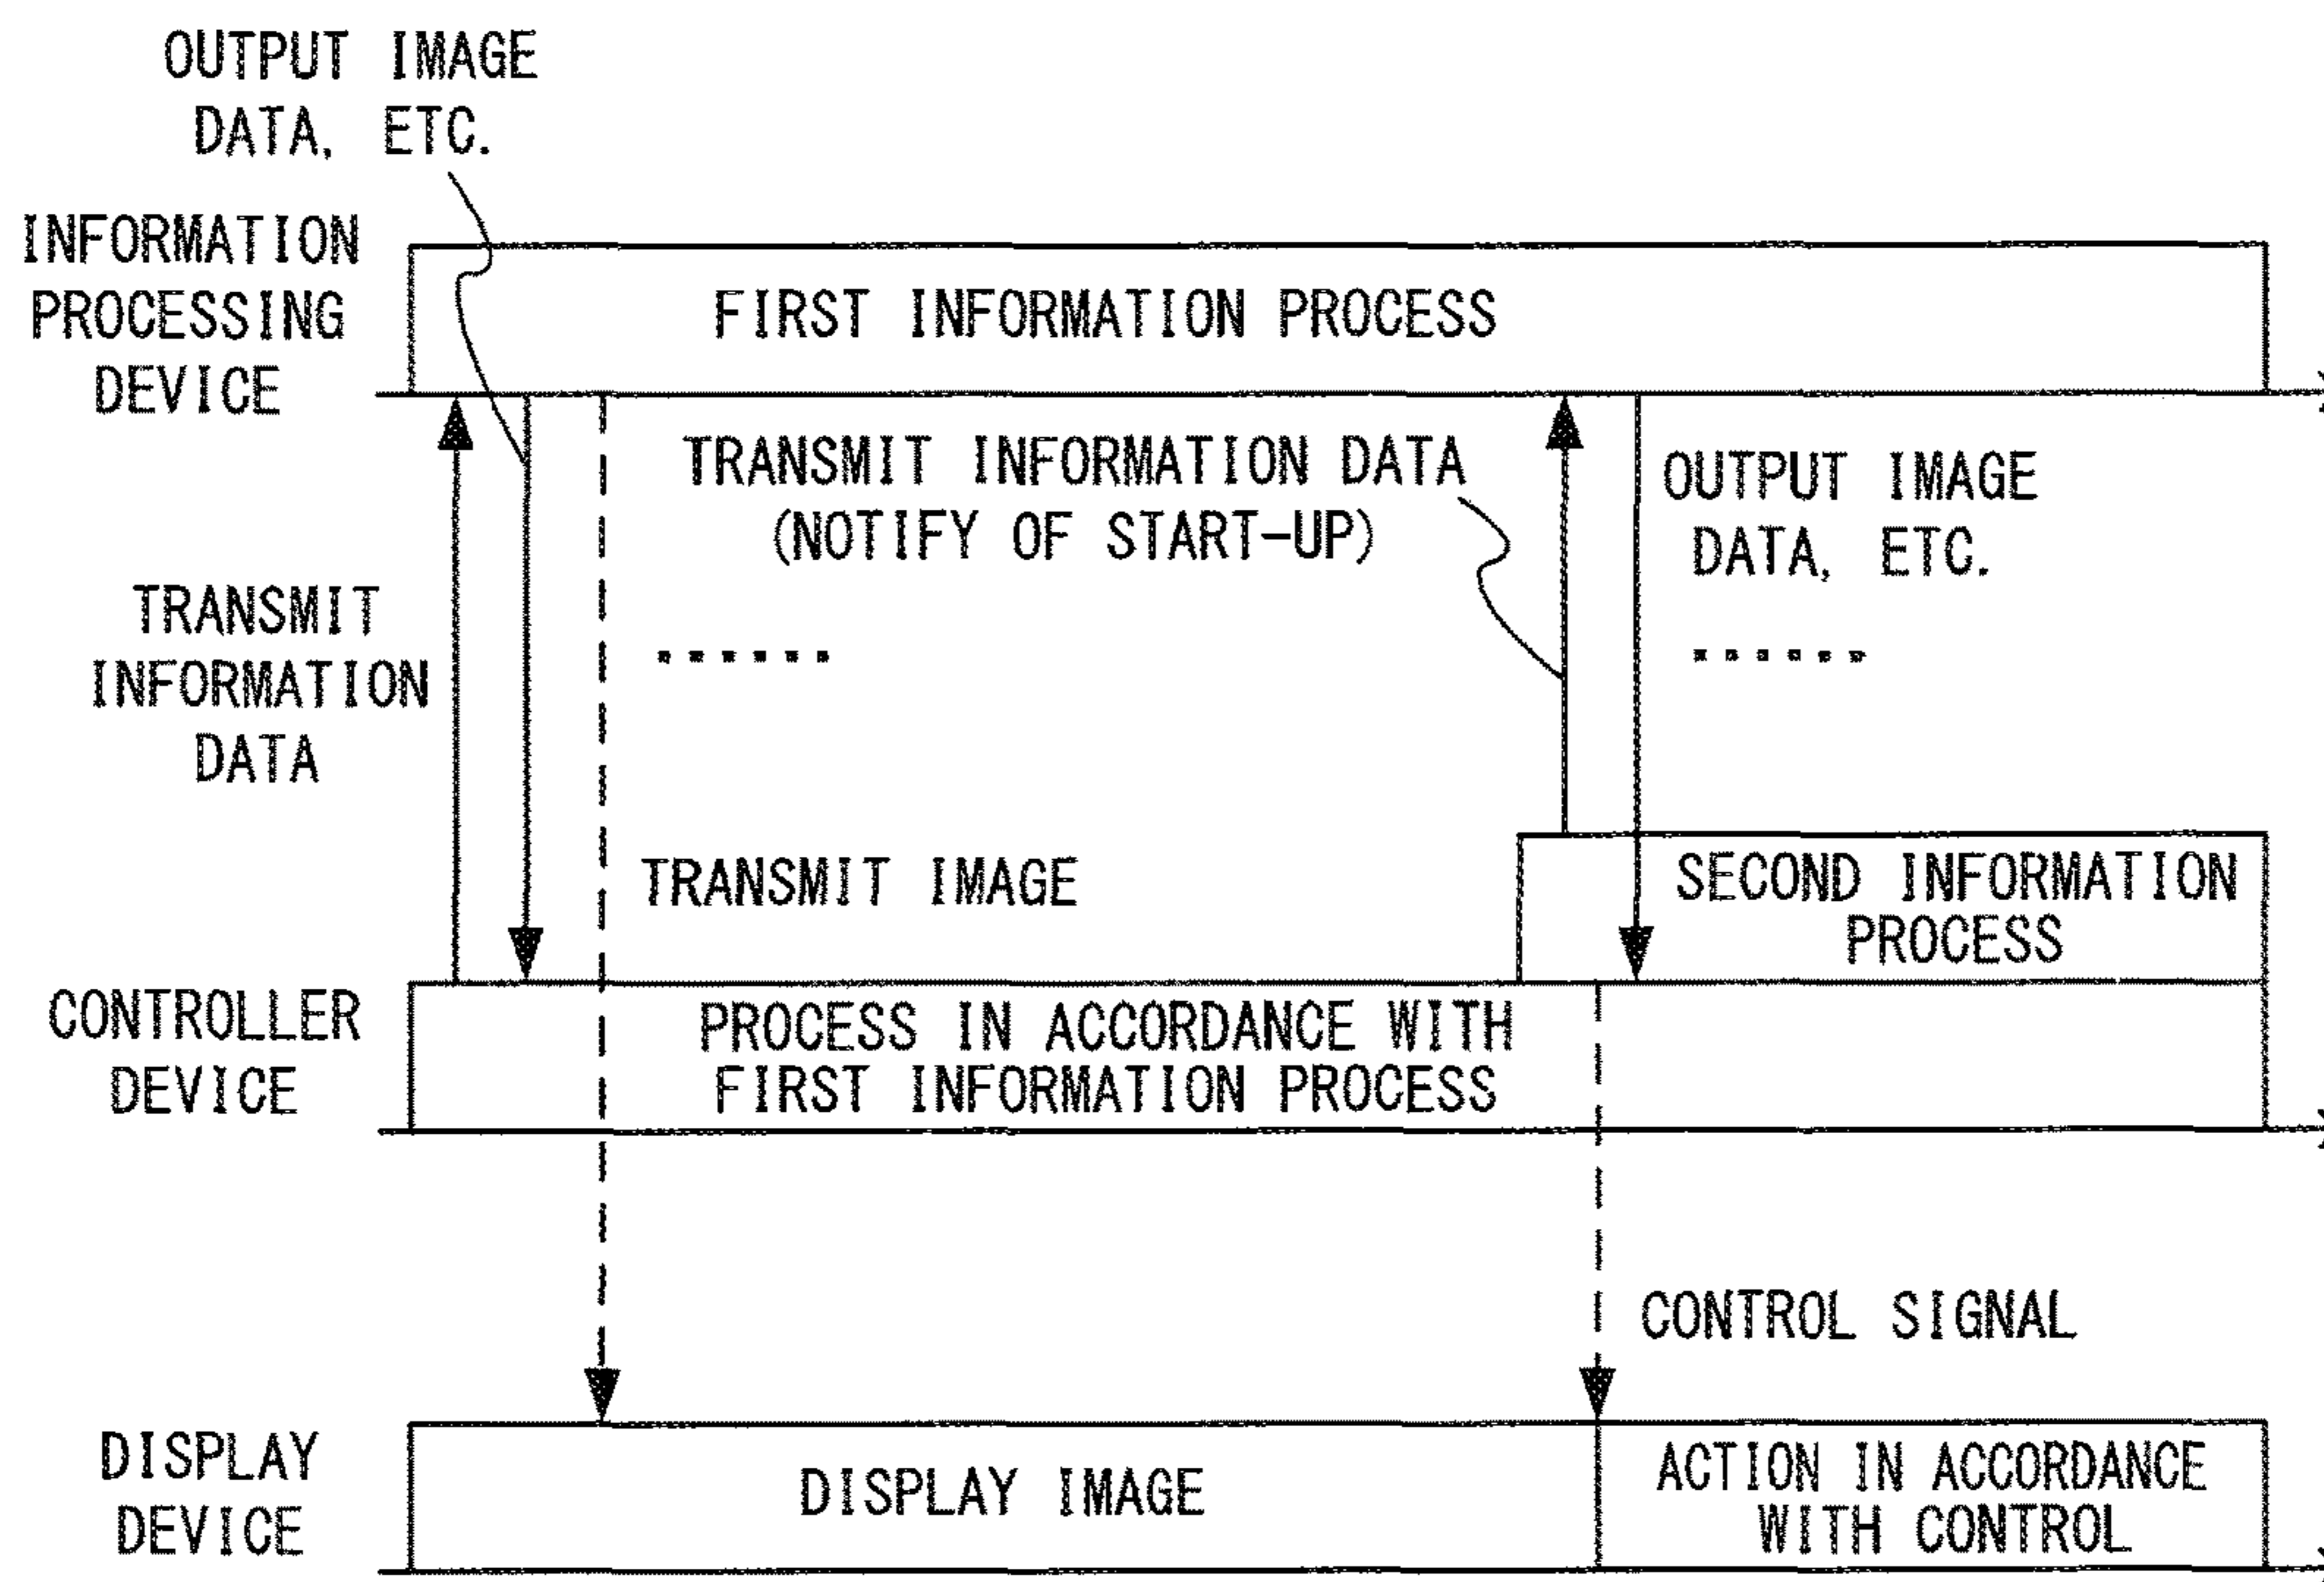 OUTPUT IMAGE
DATA, ETC.
INFORMATION
PROCESSING
DEVICE
FIRST INFORMATION PROCESS
TRANSMIT INFORMATION DATA
(NOTIFY OF START-UP)
OUTPUT IMAGE
DATA, ETC.
TRANSMIT
INFORMATION
DATA
TRANSMIT IMAGE
SECOND INFORMATION
PROCESS
CONTROLLER
DEVICE
PROCESS IN ACCORDANCE WITH
FIRST INFORMATION PROCESS
CONTROL SIGNAL
DISPLAY
DEVICE
DISPLAY IMAGE
ACTION IN ACCORDANCE
WITH CONTROL